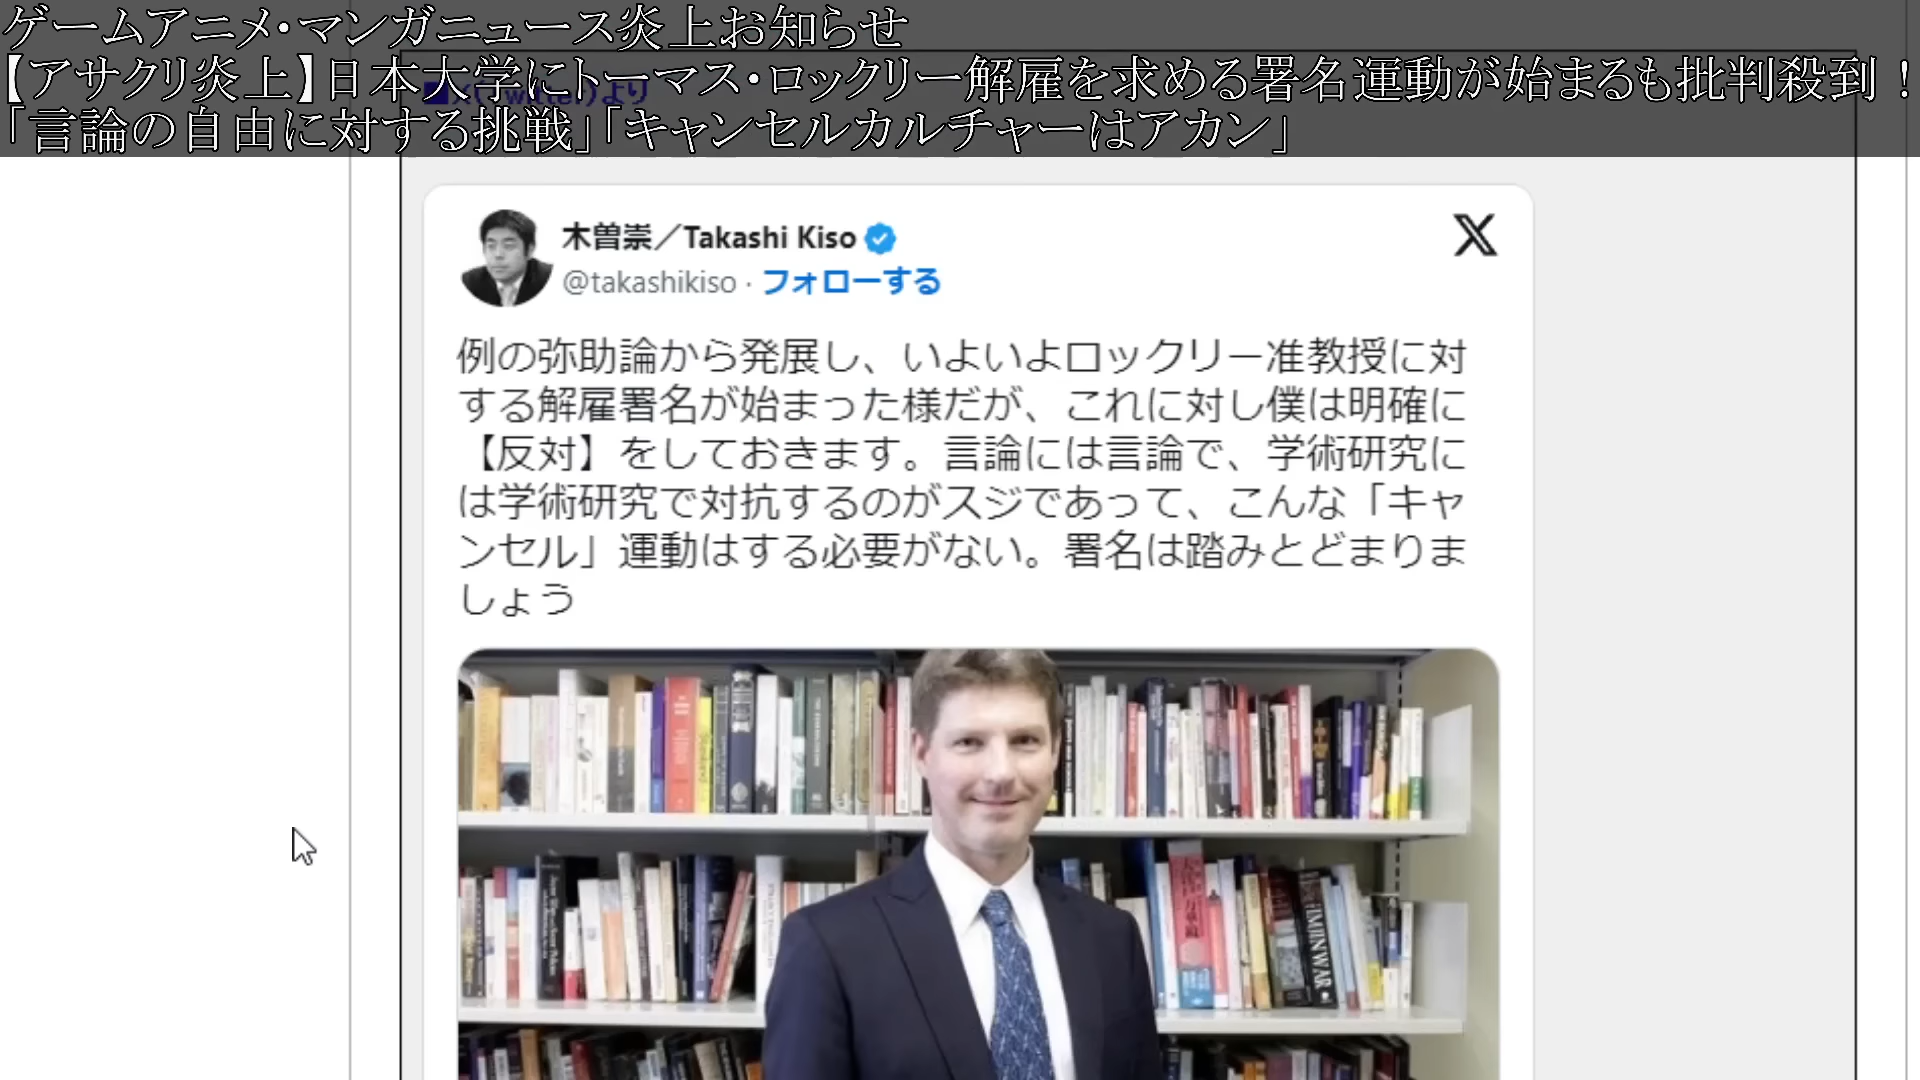 ゲームアニメ・マンガニュース炎上お知らせ
【アサクリ炎上】日本大学にトーマス・ロックリー解雇を求める署名運動が始まるも批判殺到！
「言論の自由に対する挑戦」「キャンセルカルチャーはアカン」
■X(Twitter)より
木曽崇／Takashi Kiso
@takashikiso · フォローする
例の弥助論から発展し、いよいよロックリー准教授に対
する解雇署名が始まった様だが、これに対し僕は明確に
【反対】をしておきます。言論には言論で、学術研究に
は学術研究で対抗するのがスジであって、こんな「キャ
ンセル」運動はする必要がない。署名は踏みとどまりま
しょう